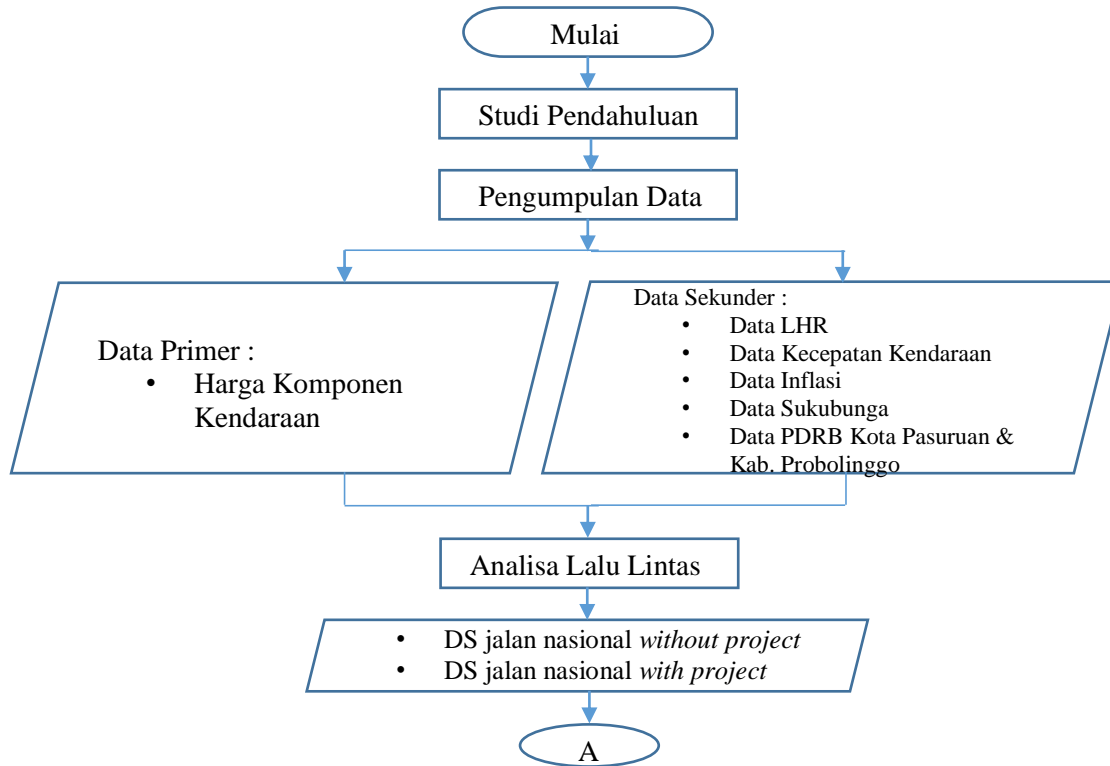 Mulai
Studi Pendahuluan
Pengumpulan Data
Data Primer :
• Harga Komponen
Kendaraan
Data Sekunder :
• Data LHR
• Data Kecepatan Kendaraan
• Data Inflasi
• Data Sukubunga
• Data PDRB Kota Pasuruan &
Kab. Probolinggo
Analisa Lalu Lintas
• DS jalan nasional without project
• DS jalan nasional with project
A